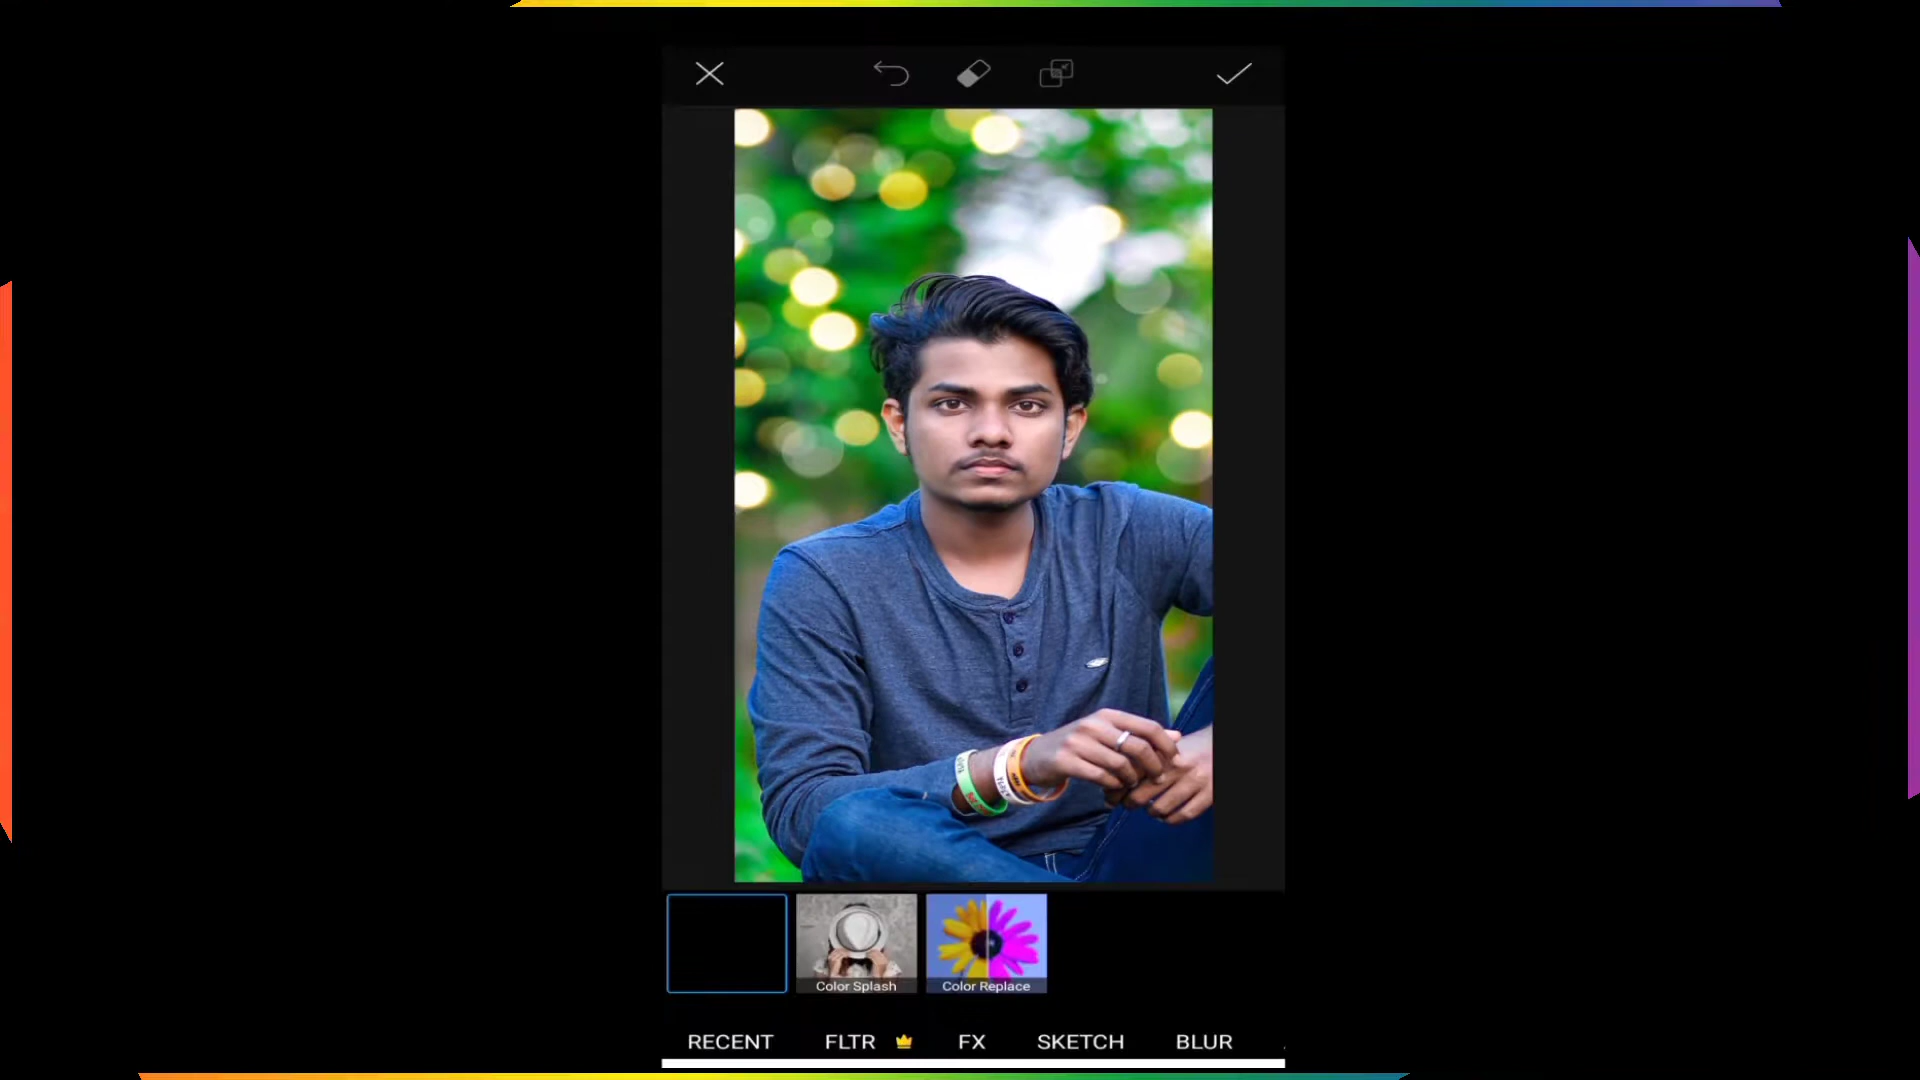 Color Splash
Color Replace
RECENT
FLTR
FX
SKETCH
BLUR